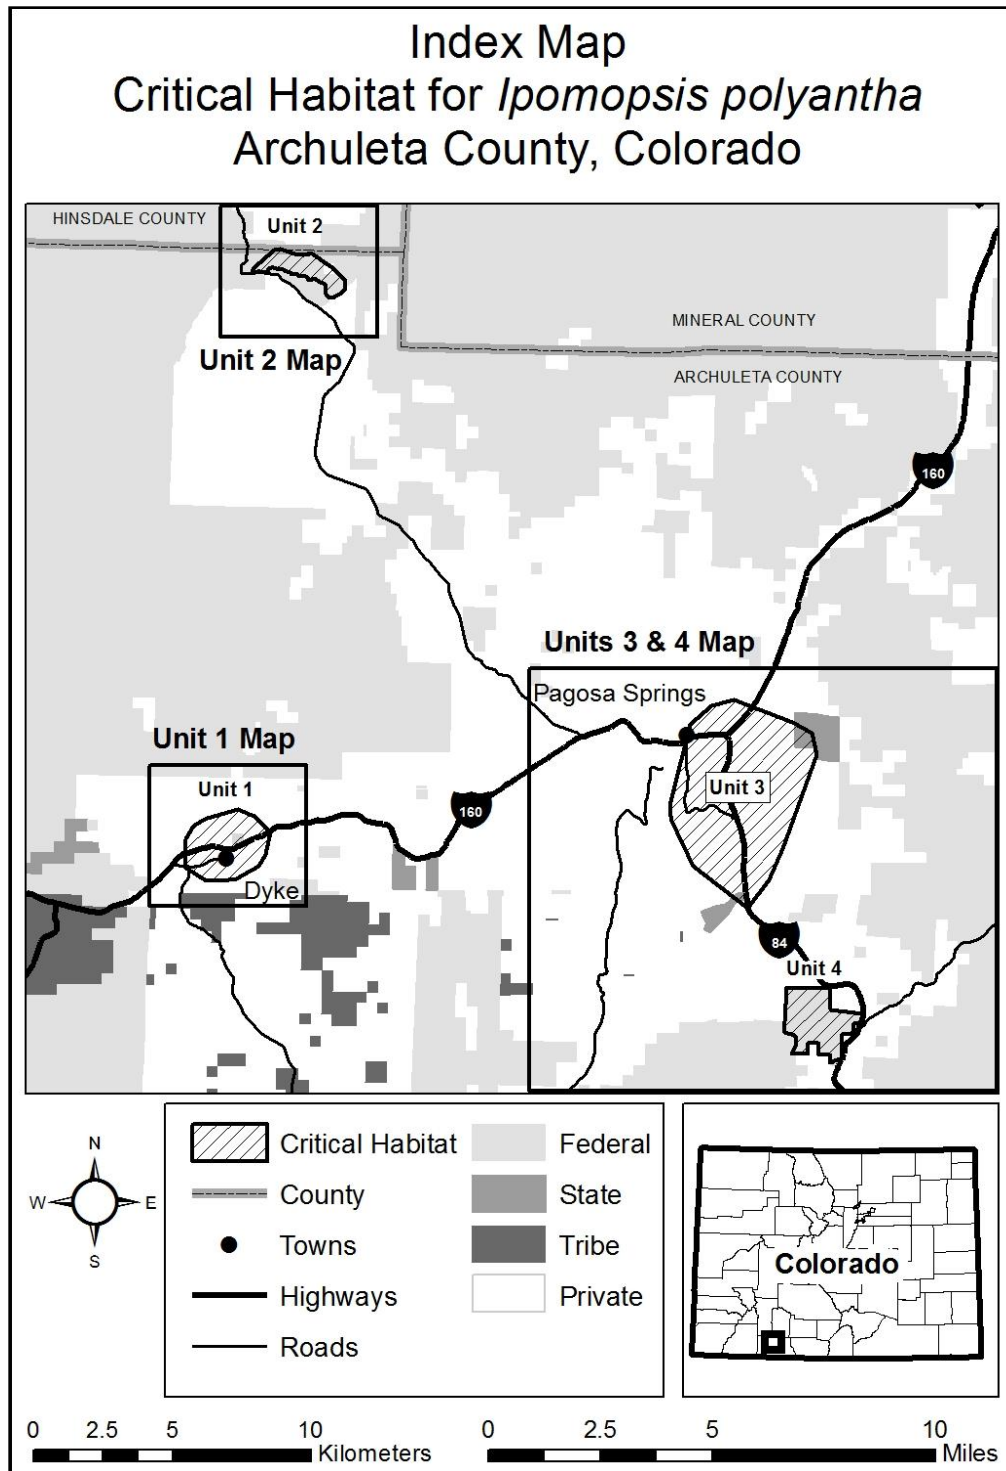 Index Map
Critical Habitat for Ipomopsis polyantha
Archuleta County, Colorado
HINSDALE COUNTY
Unit 2
MINERAL COUNTY
Unit 2 Map
ARCHULETA COUNTY
160
Units 3 & 4 Map
Pagosa Springs
Unit 1 Map
Unit 1
Unit 3
160
Dyke
84
Unit 4
N
W E
S
Critical Habitat
County
Towns
Highways
Roads
Federal
State
Tribe
Private
Colorado
0 2.5 5 10
Kilometers
0 2.5 5 10
Miles